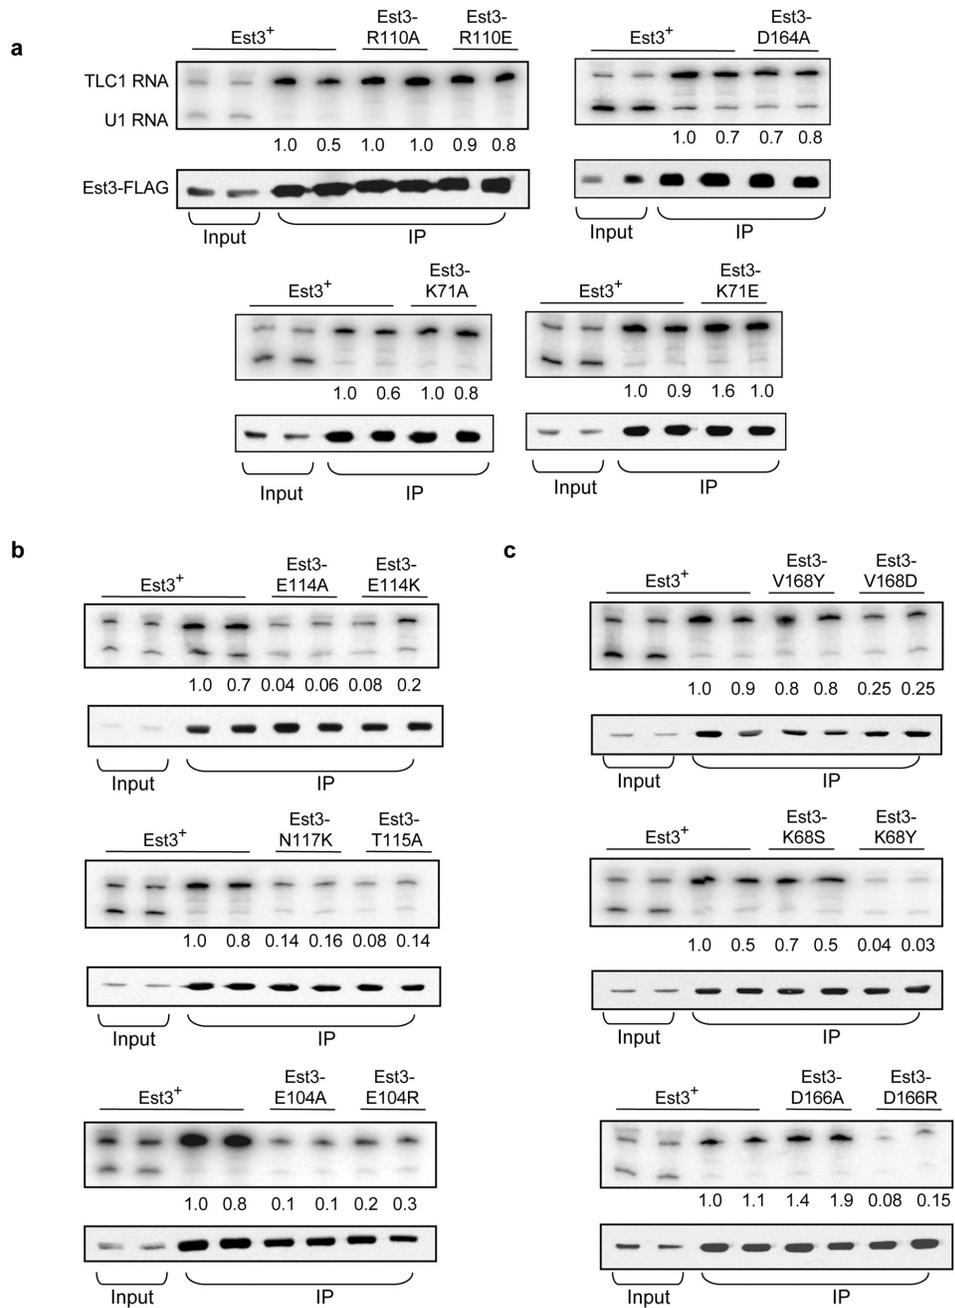 a
Est3+
Est3-
R110A
Est3-
R110E
TLC1 RNA
U1 RNA
1.0 0.5 1.0 1.0 0.9 0.8
Est3-FLAG
Input IP
Est3+
Est3-
D164A
1.0 0.7 0.7 0.8
Input IP
Est3+
Est3-
K71A
1.0 0.6 1.0 0.8
Input IP
Est3+
Est3-
K71E
1.0 0.9 1.6 1.0
Input IP
b
Est3+
Est3-
E114A
Est3-
E114K
1.0 0.7 0.04 0.06 0.08 0.2
Input IP
Est3+
Est3-
N117K
Est3-
T115A
1.0 0.8 0.14 0.16 0.08 0.14
Input IP
Est3+
Est3-
E104A
Est3-
E104R
1.0 0.8 0.1 0.1 0.2 0.3
Input IP
c
Est3+
Est3-
V168Y
Est3-
V168D
1.0 0.9 0.8 0.8 0.25 0.25
Input IP
Est3+
Est3-
K68S
Est3-
K68Y
1.0 0.5 0.7 0.5 0.04 0.03
Input IP
Est3+
Est3-
D166A
Est3-
D166R
1.0 1.1 1.4 1.9 0.08 0.15
Input IP